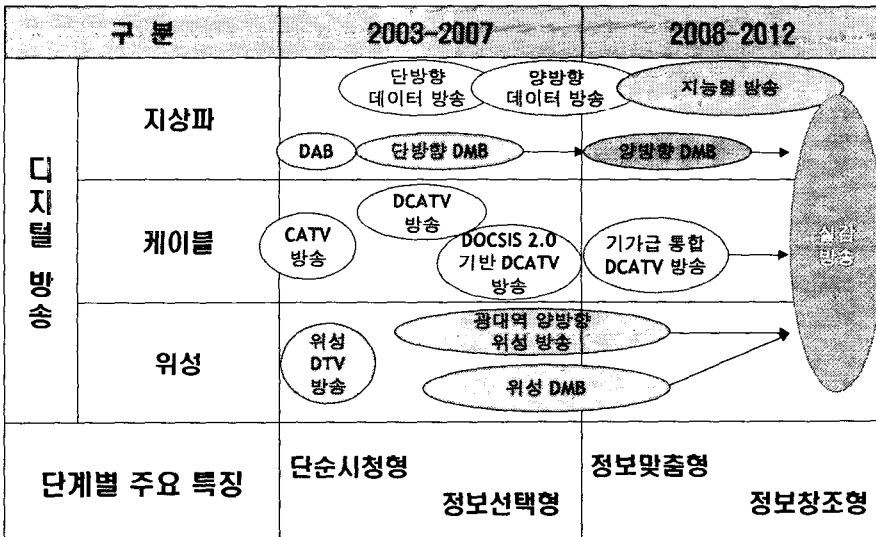 구 분 2003-2007 2008-2012
디지털 방송
지상파
단방향
데이터 방송
양방향
데이터 방송
지능형 방송
DAB
단방향 DMB
양방향 DMB
케이블
CATV
방송
DCATV
방송
DOCSIS 2.0
기반 DCATV
방송
기가급 통합
DCATV 방송
실감
방송
위성
위성
DTV
방송
광대역 양방향
위성 방송
위성 DMB
단계별 주요 특징
단순시청형
정보선택형
정보맞춤형
정보창조형